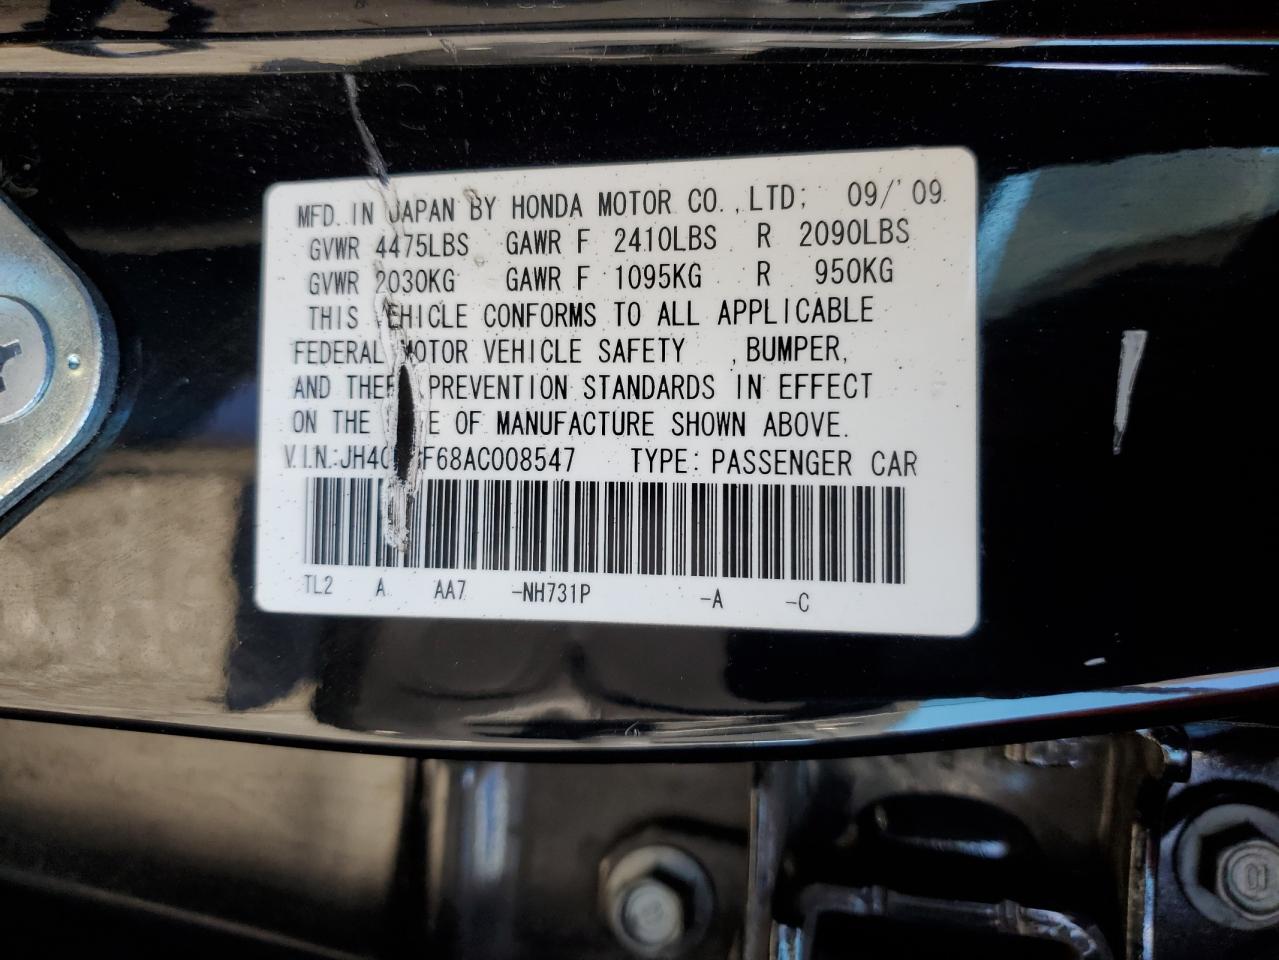 MFD. IN JAPAN BY HONDA MOTOR CO., LTD; 09/'09
GVWR 4475LBS GAWR F 2410LBS R 2090LBS
GVWR 2030KG GAWR F 1095KG R 950KG
THIS VEHICLE CONFORMS TO ALL APPLICABLE
FEDERAL MOTOR VEHICLE SAFETY , BUMPER,
AND THEFT PREVENTION STANDARDS IN EFFECT
ON THE OF MANUFACTURE SHOWN ABOVE.
V.I.N.: TYPE: PASSENGER CAR
TL2 A AA7 -NH731P -A -C